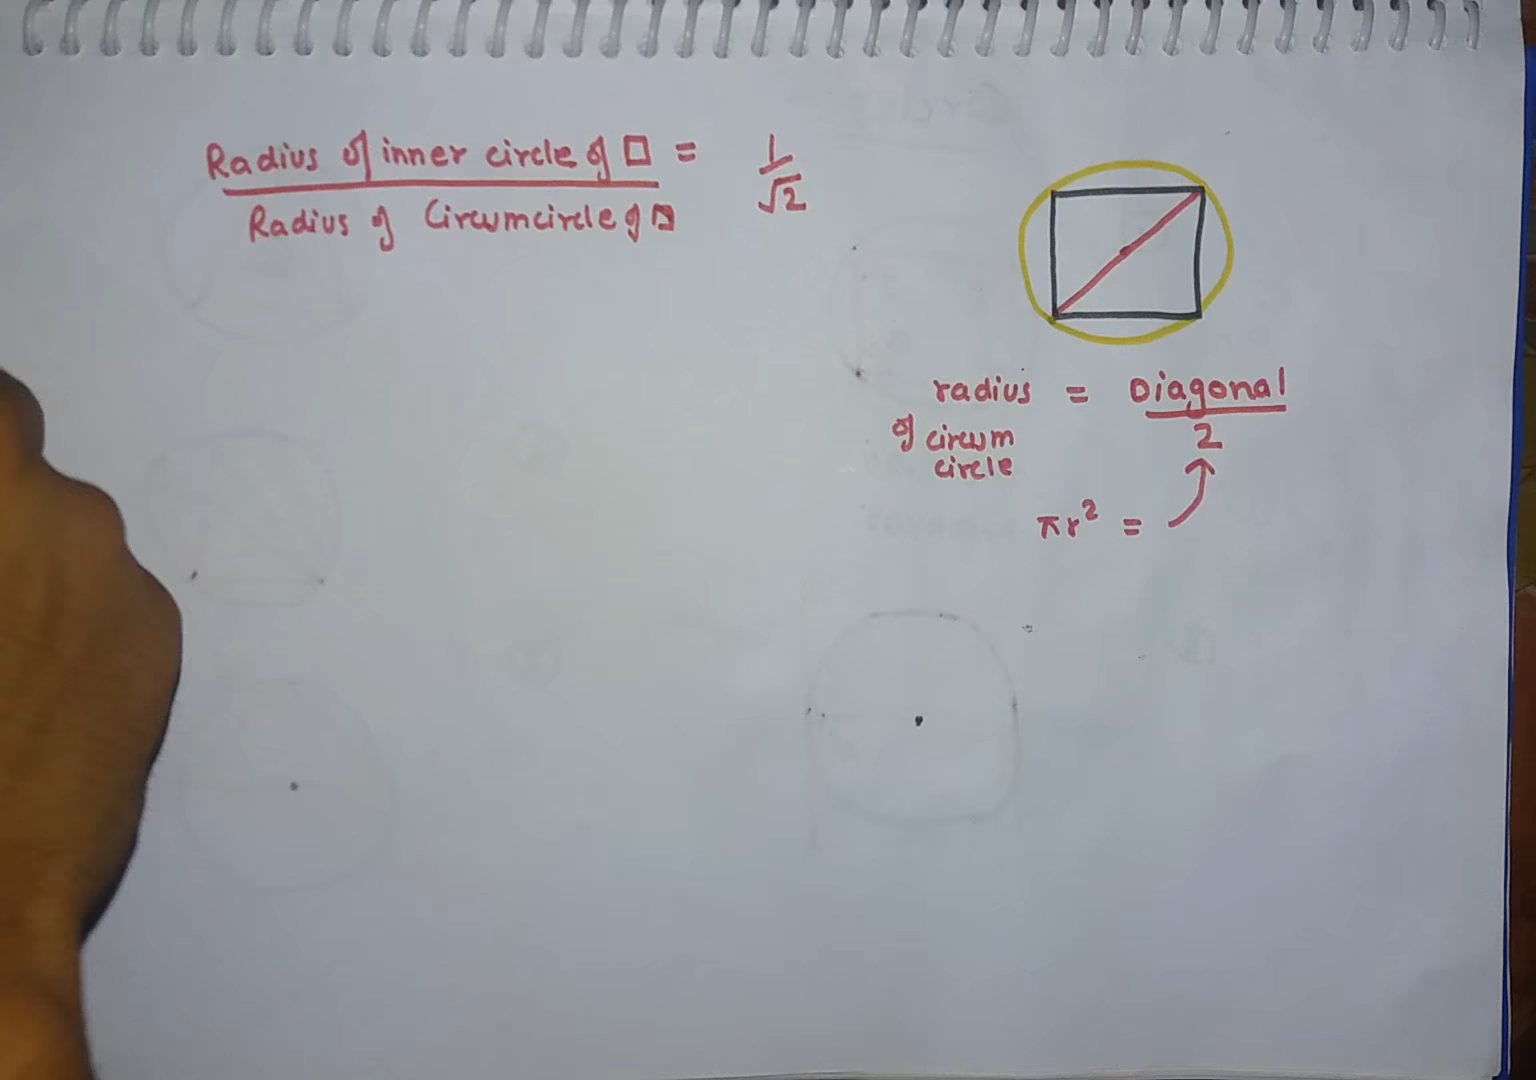 Radius of inner circle of □ = 1/√2
Radius of Circumcircle of □
radius = Diagonal
of circum 2
circle
πr² =